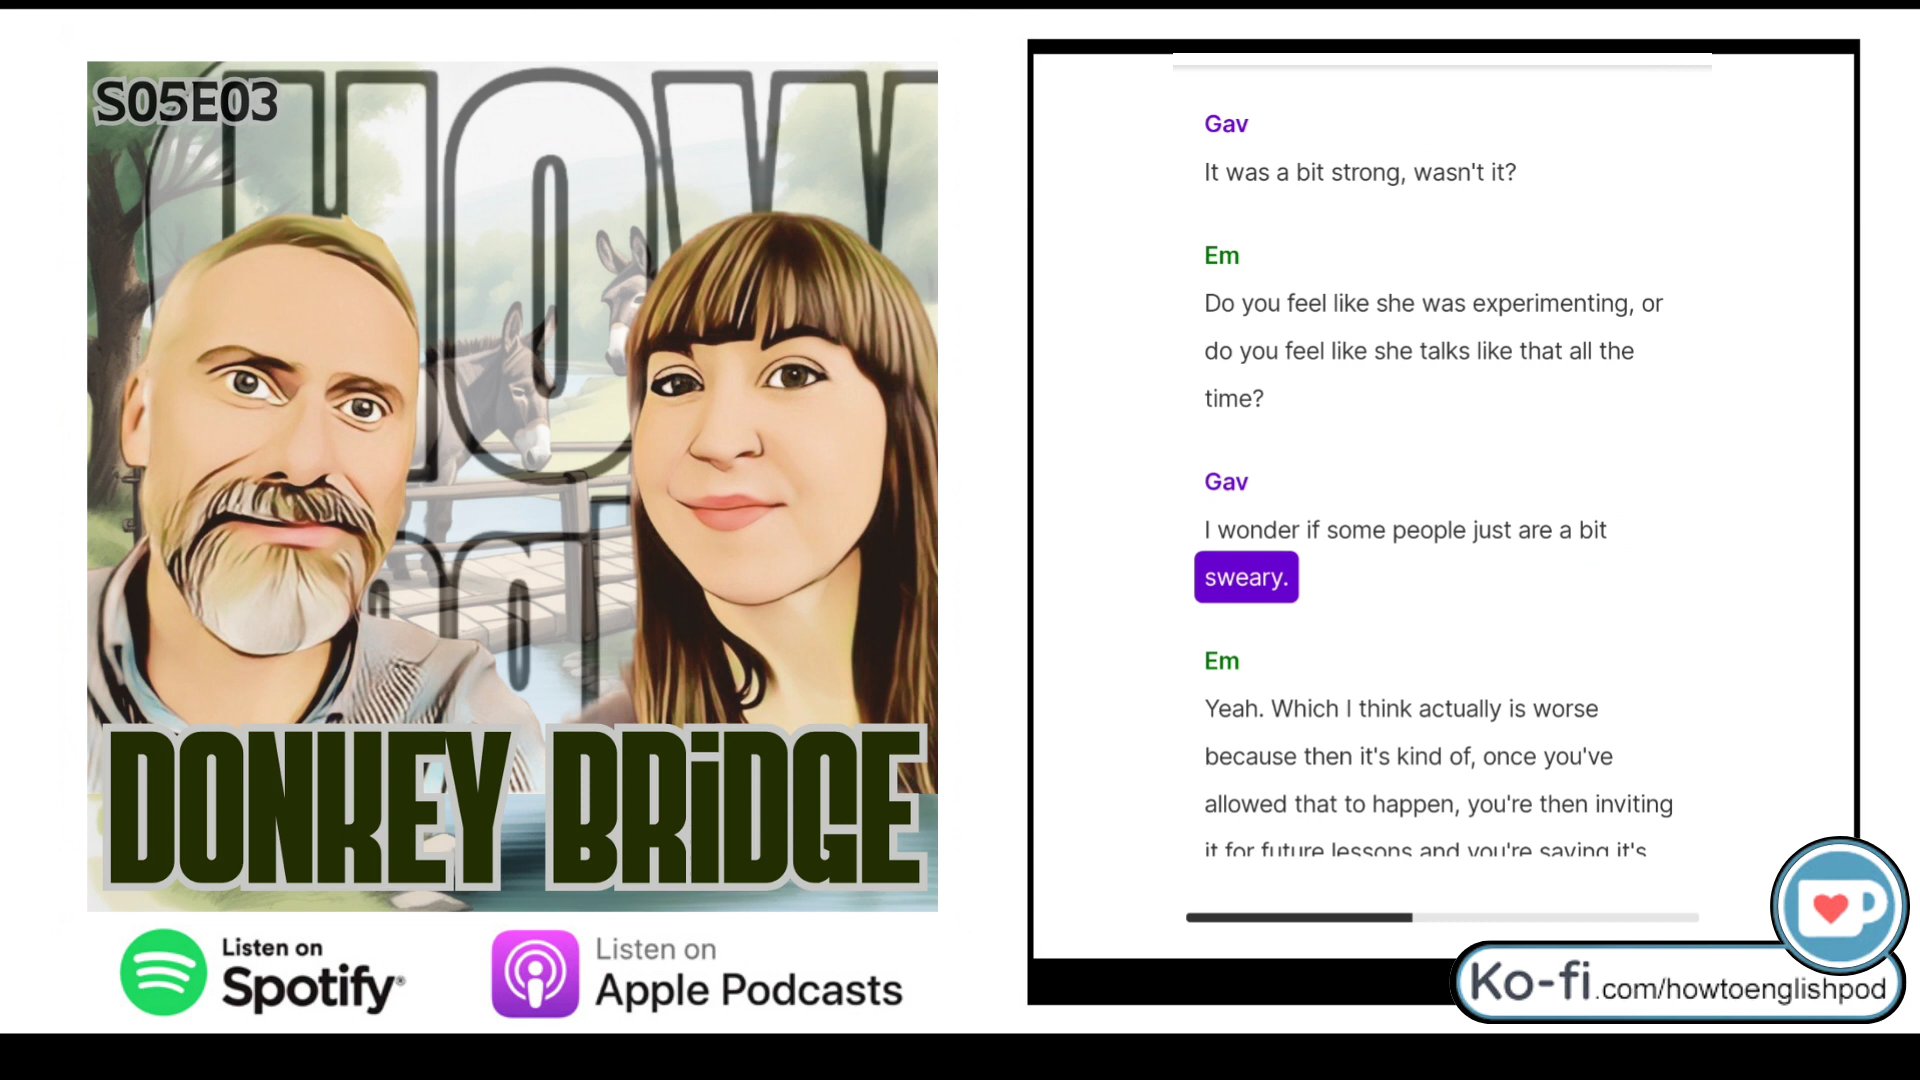 S05E03
HOW
DONKEY BRiDGE
Listen on
Spotify®
Listen on
Apple Podcasts
Gav
It was a bit strong, wasn't it?
Em
Do you feel like she was experimenting, or
do you feel like she talks like that all the
time?
Gav
I wonder if some people just are a bit
sweary.
Em
Yeah. Which I think actually is worse
because then it's kind of, once you've
allowed that to happen, you're then inviting
it for future lessons and you're saying it's
Ko-fi.com/howtoenglishpod